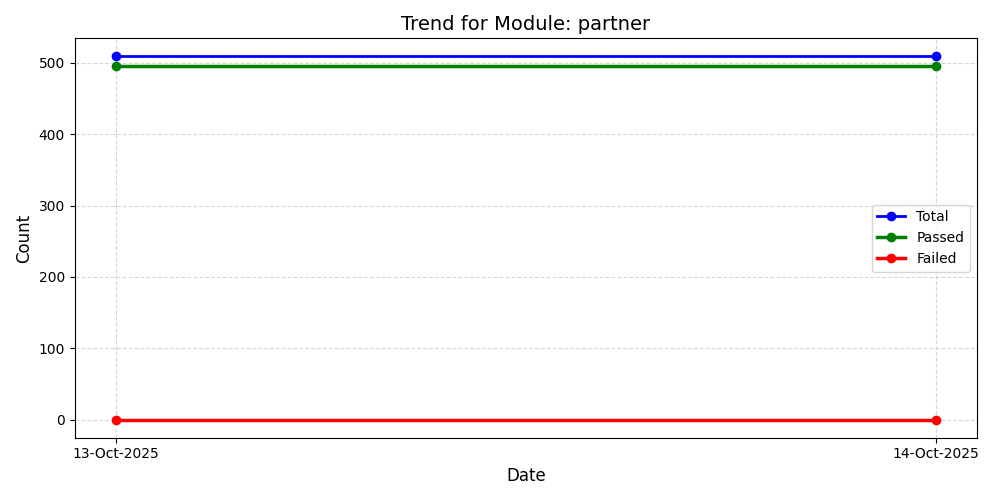 Trend for Module: partner
Count
500
400
300
200
100
0
Total
Passed
Failed
13-Oct-2025
14-Oct-2025
Date